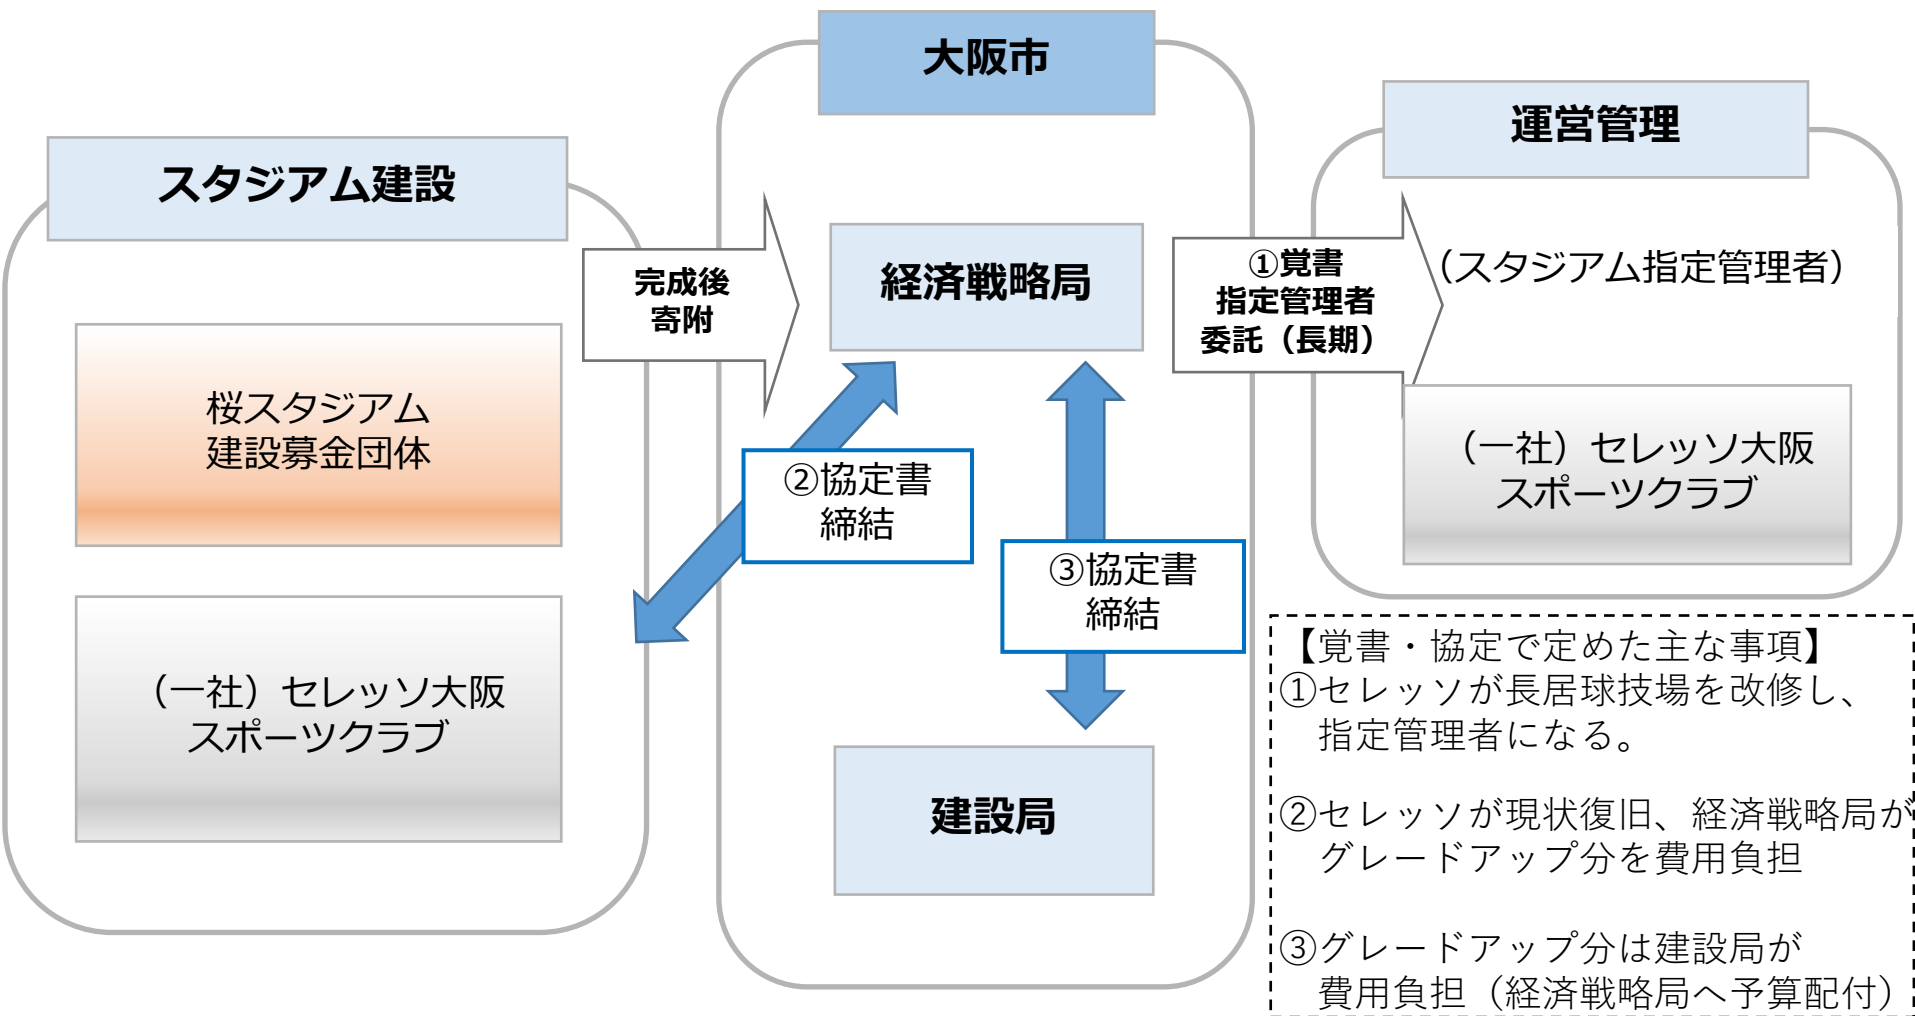 大阪市
運営管理
スタジアム建設
経済戦略局
完成後
寄附
①覚書
指定管理者
委託（長期）
（スタジアム指定管理者）
桜スタジアム
建設募金団体
（一社）セレッソ大阪
スポーツクラブ
②協定書
締結
③協定書
締結
（一社）セレッソ大阪
スポーツクラブ
建設局
【覚書・協定で定めた主な事項】
①セレッソが長居球技場を改修し、
指定管理者になる。
②セレッソが現状復旧、経済戦略局が
グレードアップ分を費用負担
③グレードアップ分は建設局が
費用負担（経済戦略局へ予算配付）